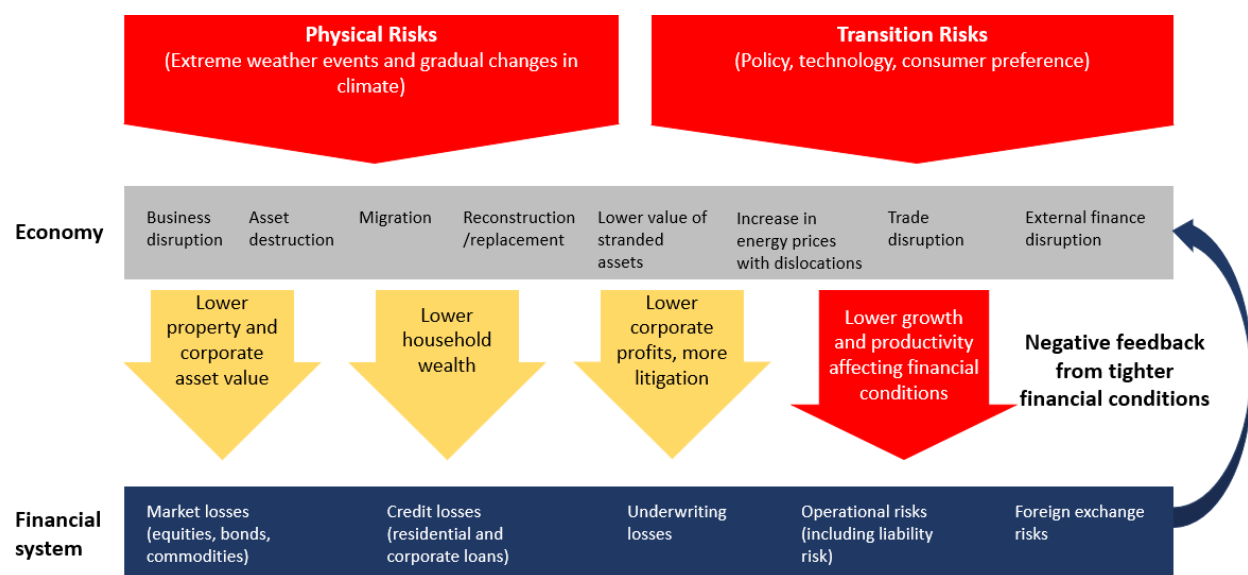 Physical Risks
(Extreme weather events and gradual changes in
climate)
Transition Risks
(Policy, technology, consumer preference)
Economy
Business
disruption
Asset
destruction
Migration
Reconstruction
/replacement
Lower value of
stranded
assets
Increase in
energy prices
with dislocations
Trade
disruption
External finance
disruption
Lower
property and
corporate
asset value
Lower
household
wealth
Lower
corporate
profits, more
litigation
Lower growth
and productivity
affecting financial
conditions
Negative feedback
from tighter
financial conditions
Financial
system
Market losses
(equities, bonds,
commodities)
Credit losses
(residential and
corporate loans)
Underwriting
losses
Operational risks
(including liability
risk)
Foreign exchange
risks